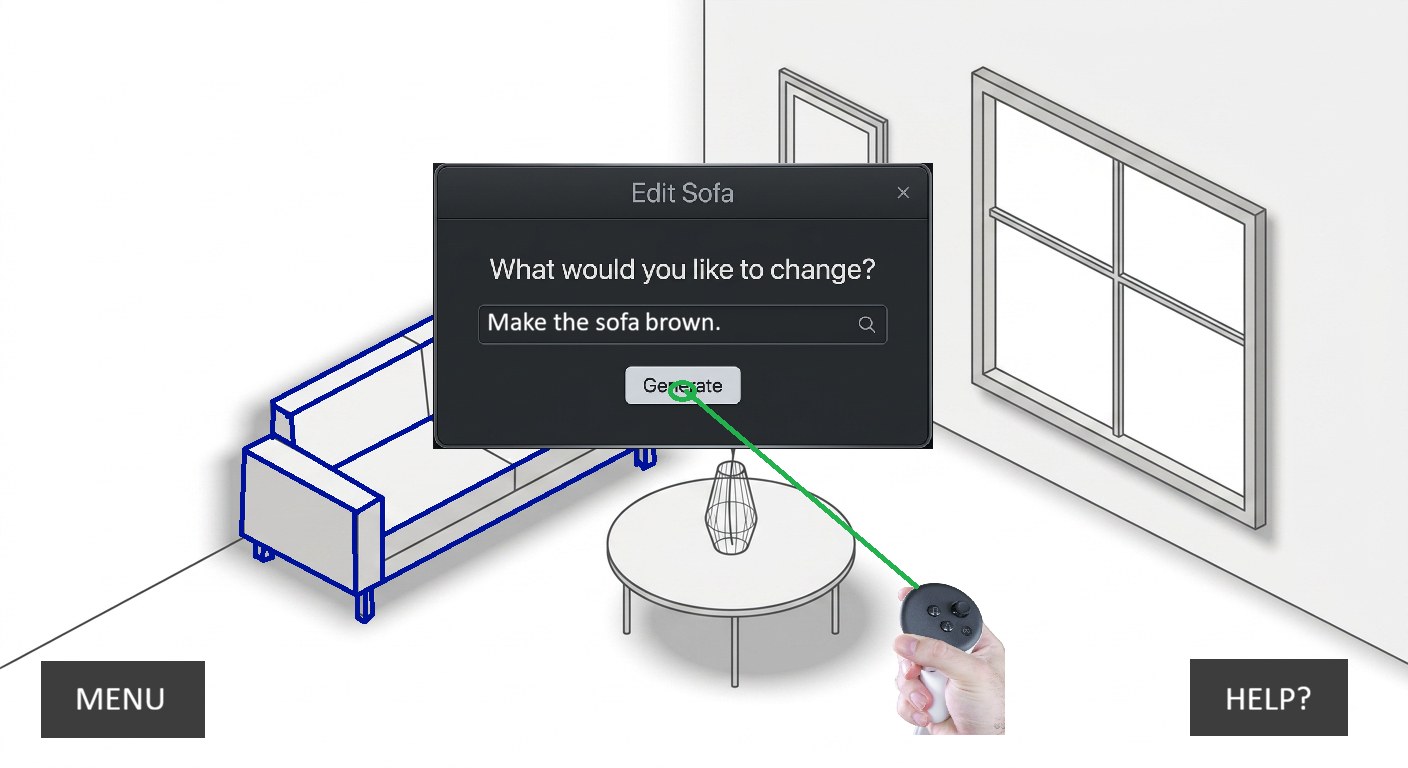 Edit Sofa
What would you like to change?
Make the sofa brown.
Generate
MENU
HELP?